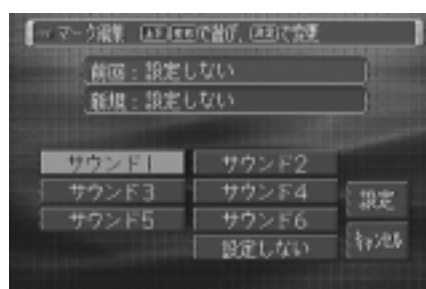 マーク編集 で選び、で変更
前回：設定しない
新規：設定しない
サウンド1 サウンド2
サウンド3 サウンド4 設定
サウンド5 サウンド6
設定しない キャンセル